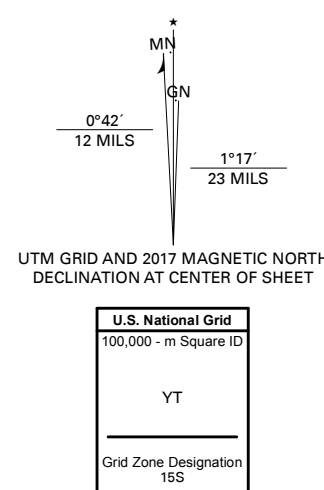 ★
MN
GN
0°42´
12 MILS
1°17´
23 MILS
UTM GRID AND 2017 MAGNETIC NORTH
DECLINATION AT CENTER OF SHEET
U.S. National Grid
100,000 - m Square ID
YT
Grid Zone Designation
15S